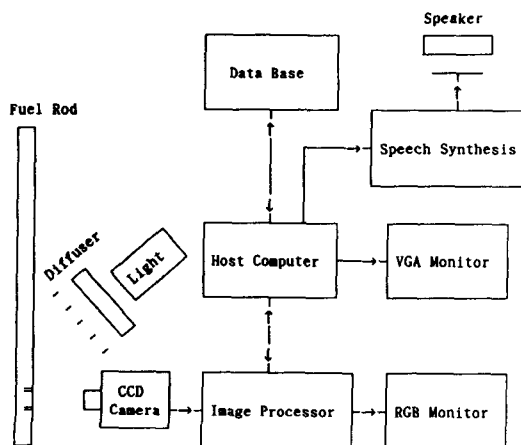 Speaker
Data Base
Fuel Rod
Speech Synthesis
Diffuser
Light
Host Computer
VGA Monitor
CCD
Camera
Image Processor
RGB Monitor